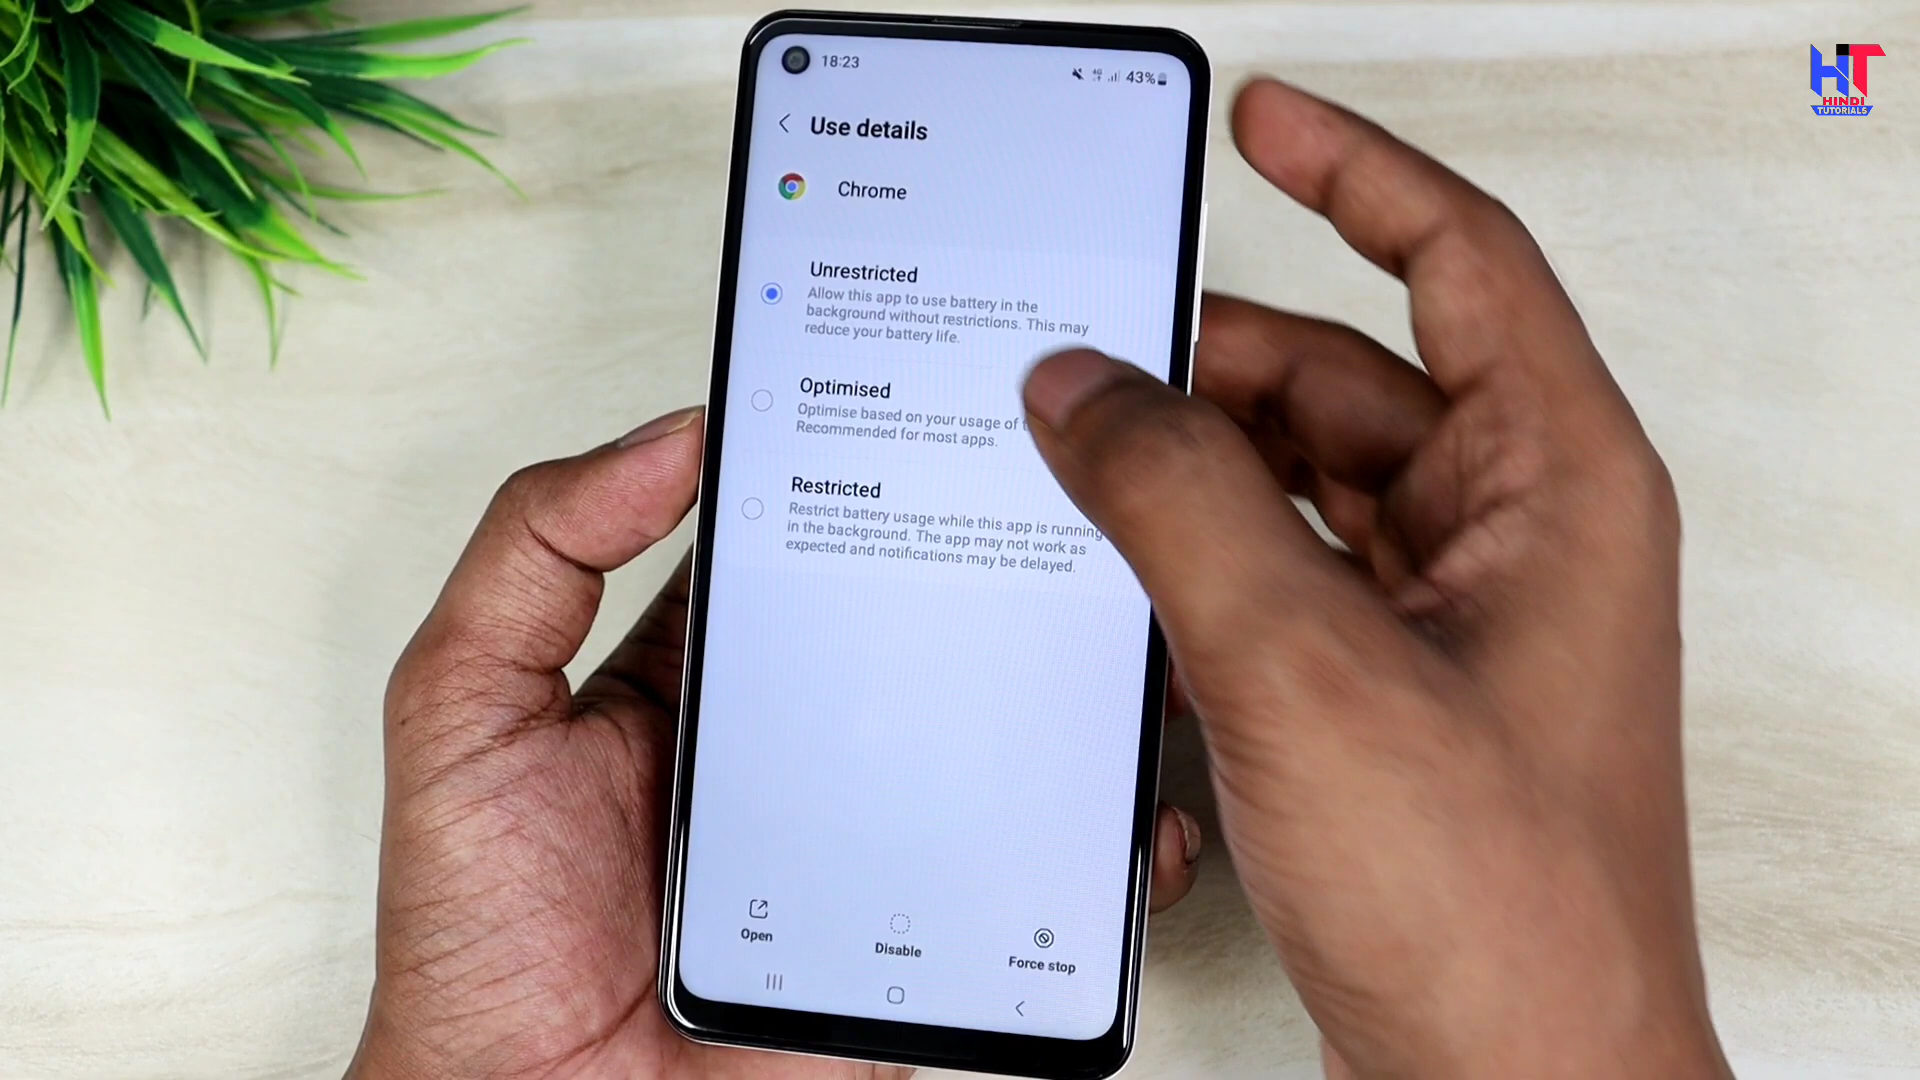 18:23
43%
Use details
Chrome
Unrestricted
Allow this app to use battery in the
background without restrictions. This may
reduce your battery life.
Optimised
Optimise based on your usage of
Recommended for most apps.
Restricted
Restrict battery usage while this app is running
in the background. The app may not work as
expected and notifications may be delayed.
Open
Disable
Force stop
HT
HINDI
TUTORIALS